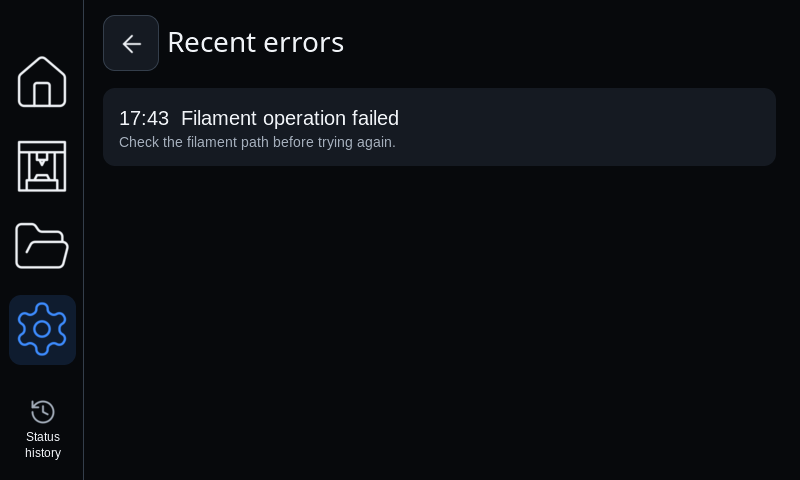 Recent errors
17:43 Filament operation failed
Check the filament path before trying again.
Status
history